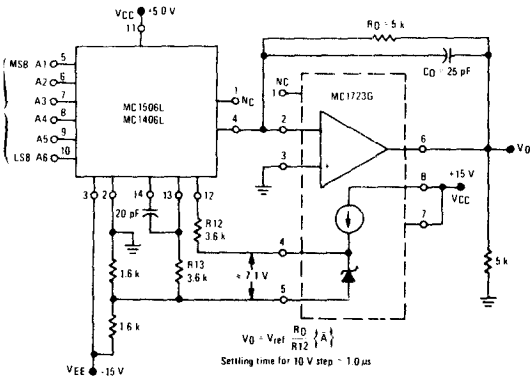 VCC +5.0 V
11
RD = 5 k
CD = 25 pF
MSB A1 5
A2 6
A3 7
A4 8
A5 9
LSB A6 10
MC1506L
MC1406L
1 NC
4
NC
1
MC1723G
2
3
+
6
VO
8
+15 V
VCC
7
5 k
3 2 14 13 12
20 pF
R12
3.6 k
4
R13
3.6 k
≈ 7.1 V
5
1.6 k
1.6 k
VEE -15 V
VO = Vref RD/R12 {A̅}
Settling time for 10 V step ~ 1.0 µs